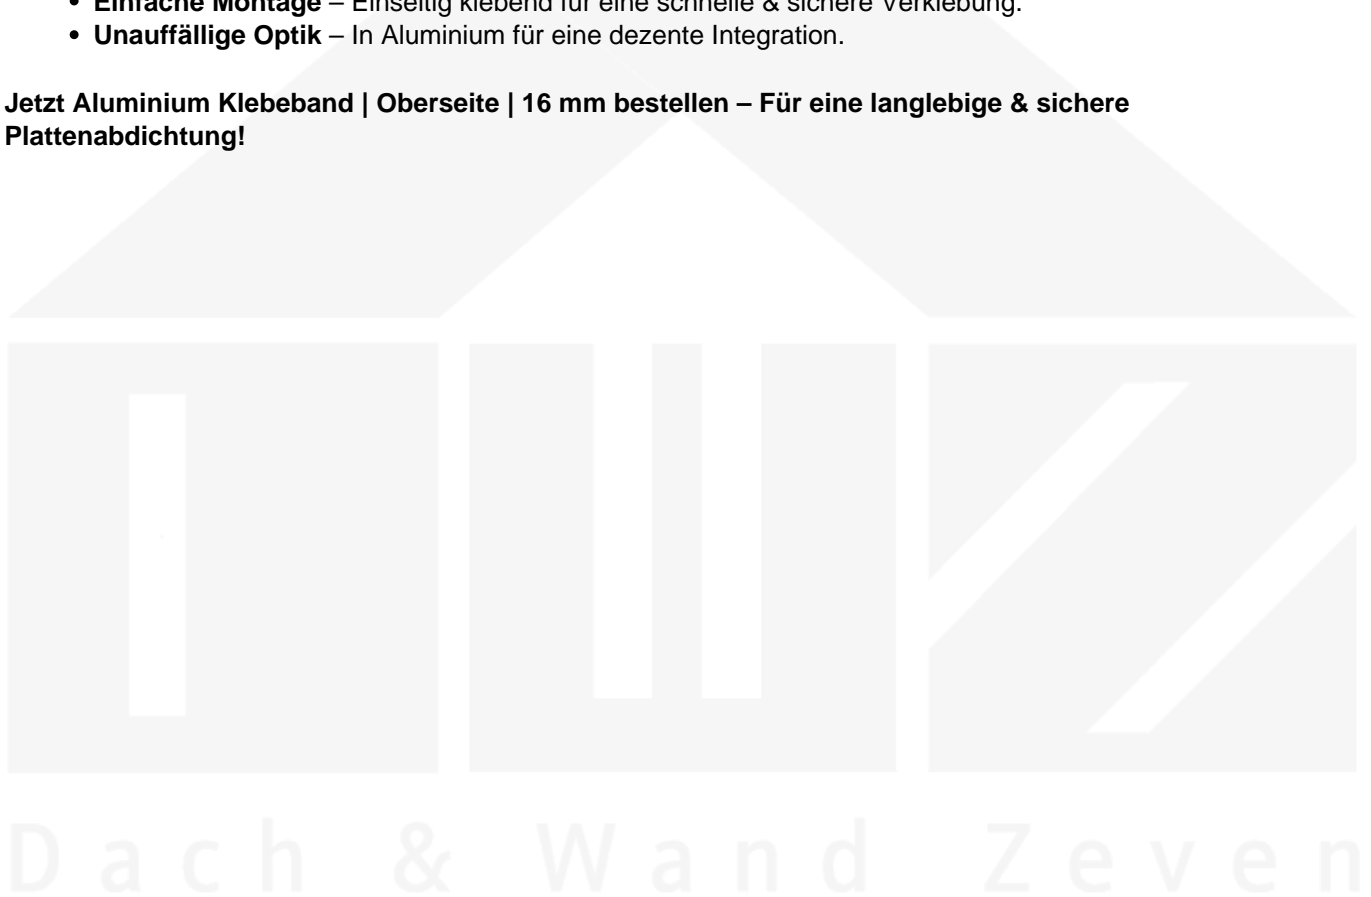 • Einfache Montage – Einseitig klebend für eine schnelle & sichere Verklebung.
• Unauffällige Optik – In Aluminium für eine dezente Integration.
Jetzt Aluminium Klebeband | Oberseite | 16 mm bestellen – Für eine langlebige & sichere
Plattenabdichtung!
Dach & Wand Zeven